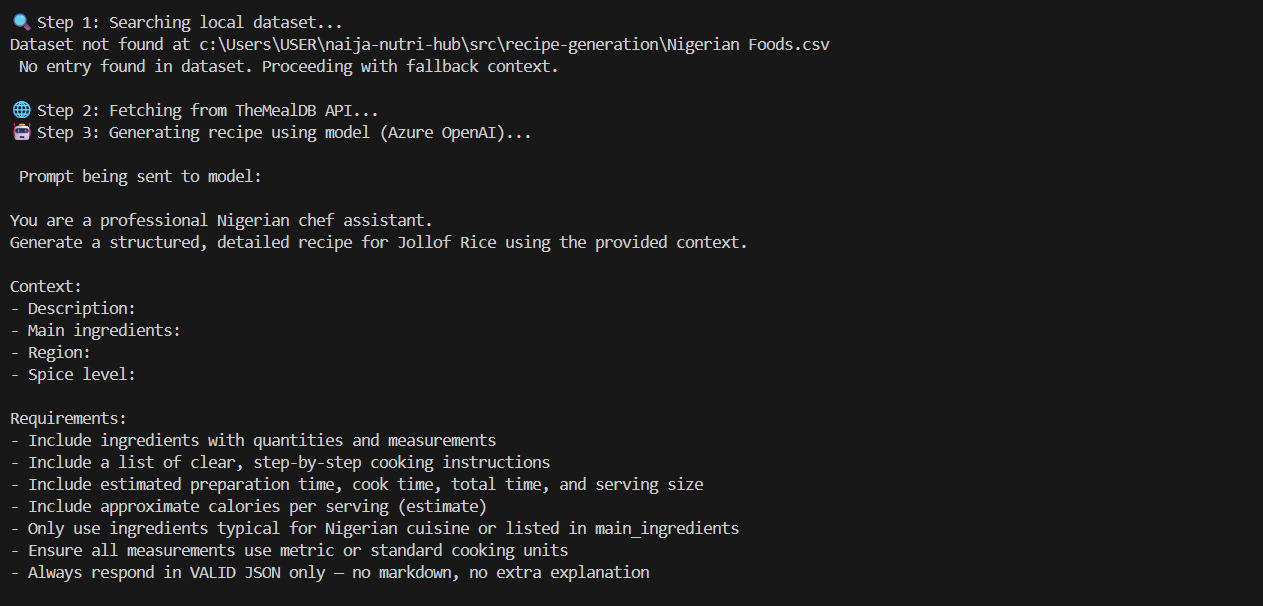 🔍 Step 1: Searching local dataset...
Dataset not found at c:\Users\USER\naija-nutri-hub\src\recipe-generation\Nigerian Foods.csv
No entry found in dataset. Proceeding with fallback context.
🌐 Step 2: Fetching from TheMealDB API...
🤖 Step 3: Generating recipe using model (Azure OpenAI)...
Prompt being sent to model:
You are a professional Nigerian chef assistant.
Generate a structured, detailed recipe for Jollof Rice using the provided context.
Context:
- Description:
- Main ingredients:
- Region:
- Spice level:
Requirements:
- Include ingredients with quantities and measurements
- Include a list of clear, step-by-step cooking instructions
- Include estimated preparation time, cook time, total time, and serving size
- Include approximate calories per serving (estimate)
- Only use ingredients typical for Nigerian cuisine or listed in main_ingredients
- Ensure all measurements use metric or standard cooking units
- Always respond in VALID JSON only — no markdown, no extra explanation